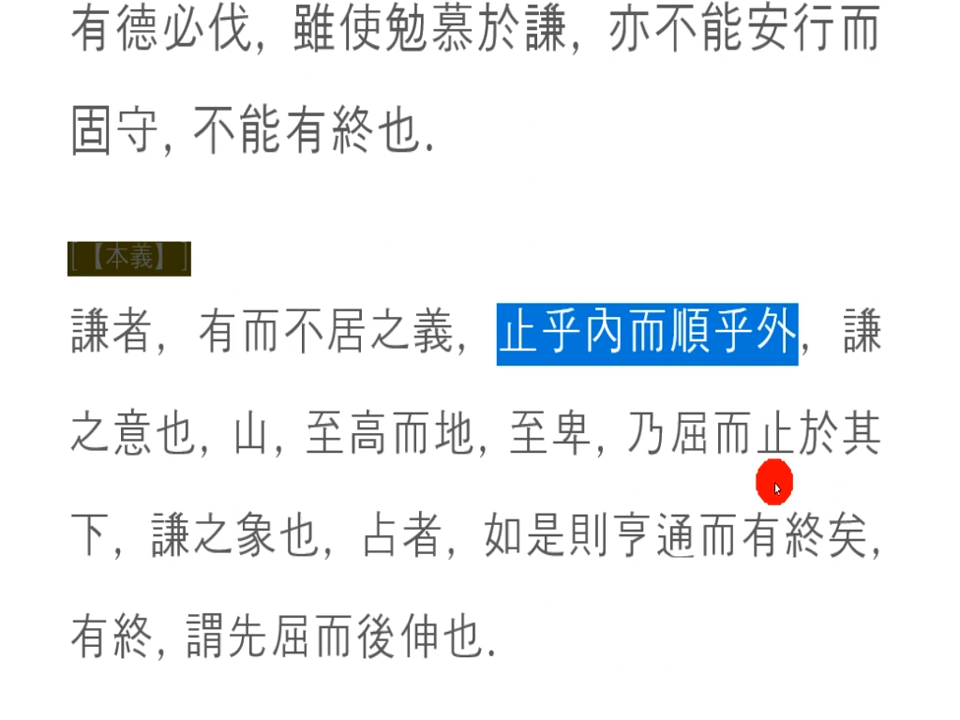 有德必伐, 雖使勉慕於謙, 亦不能安行而
固守, 不能有終也.
[【本義】]
謙者, 有而不居之義, 止乎內而順乎外, 謙
之意也, 山, 至高而地, 至卑, 乃屈而止於其
下, 謙之象也, 占者, 如是則亨通而有終矣,
有終, 謂先屈而後伸也.